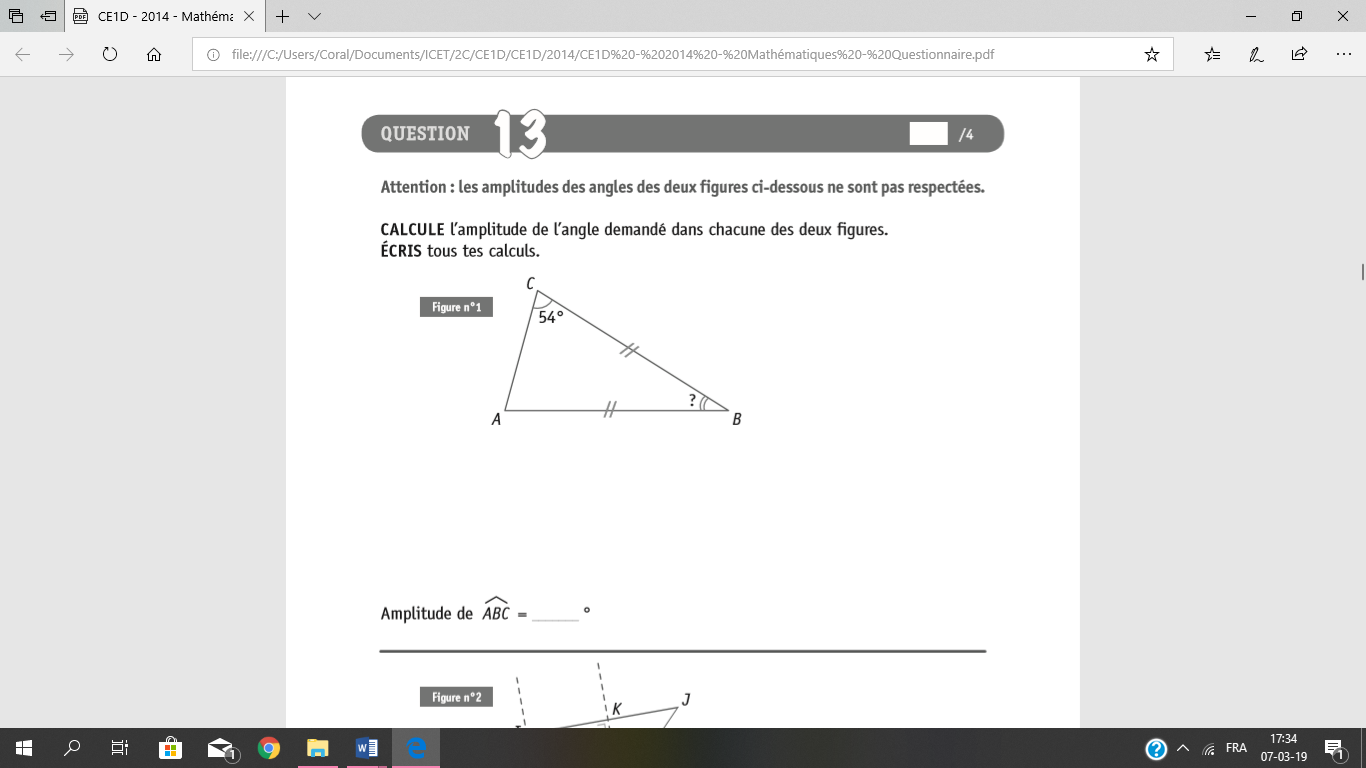 CE1D - 2014 - Mathéma
file:///C:/Users/Coral/Documents/ICET/2C/CE1D/CE1D/2014/CE1D%20-%202014%20-%20Mathématiques%20-%20Questionnaire.pdf
QUESTION 13 /4
Attention : les amplitudes des angles des deux figures ci-dessous ne sont pas respectées.
CALCULE l'amplitude de l'angle demandé dans chacune des deux figures.
ÉCRIS tous tes calculs.
Figure n°1
C
54°
?
A
B
Amplitude de ABC = _____ °
Figure n°2
K
J
FRA
17:34
07-03-19
1
1